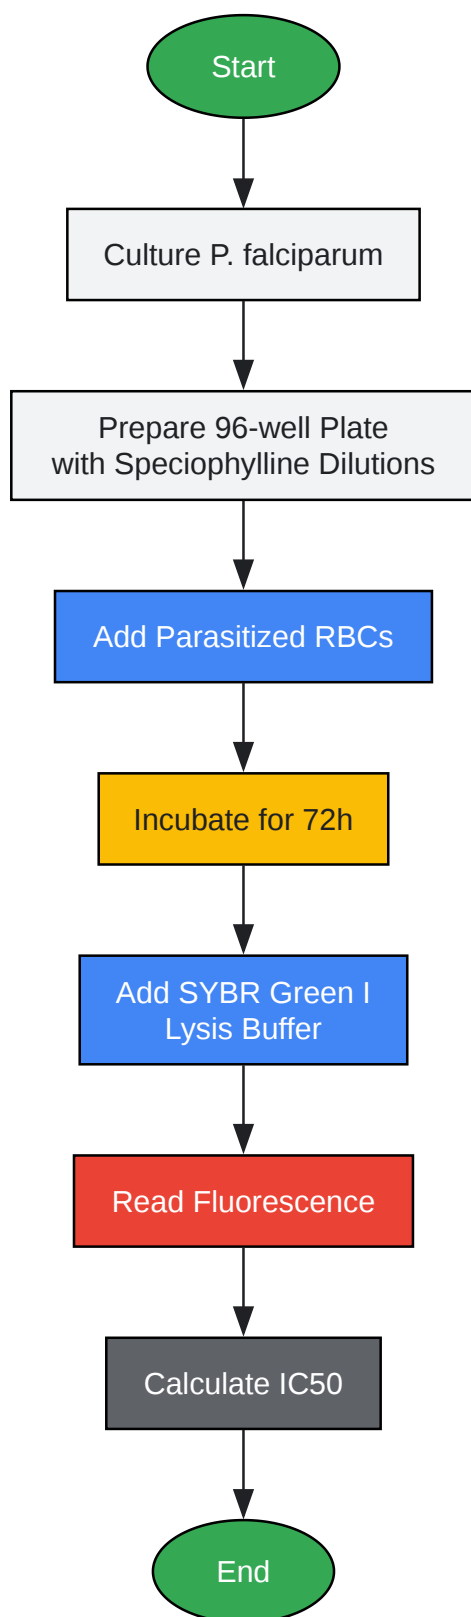 Start
Culture P. falciparum
Prepare 96-well Plate
with Speciophylline Dilutions
Add Parasitized RBCs
Incubate for 72h
Add SYBR Green I
Lysis Buffer
Read Fluorescence
Calculate IC50
End